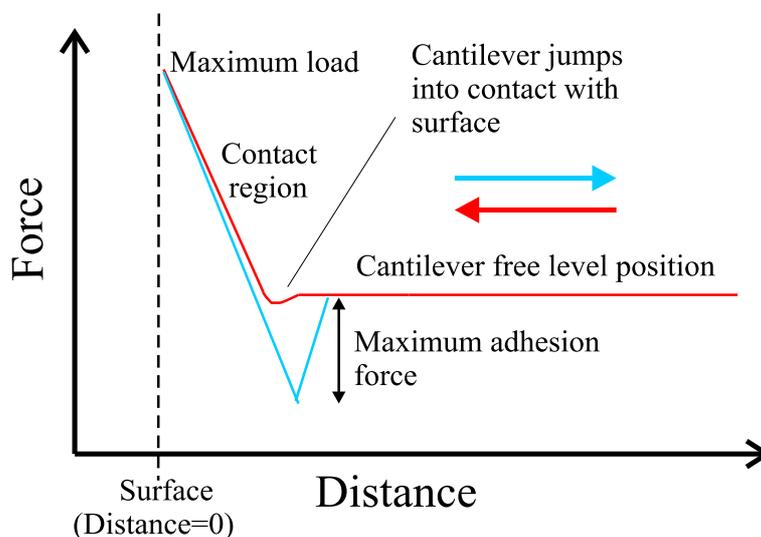 Maximum load
Cantilever jumps
into contact with
surface
Contact
region
Force
Cantilever free level position
Maximum adhesion
force
Surface
(Distance=0)
Distance